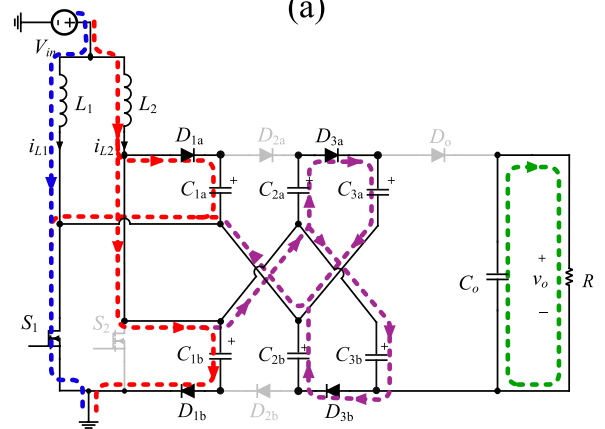 (a)
V_in
L_1 L_2
D_1a D_2a D_3a D_o
i_L1 i_L2
+ + +
C_1a C_2a C_3a
+
C_o v_o R
−
S_1 S_2
+ + +
C_1b C_2b C_3b
D_1b D_2b D_3b